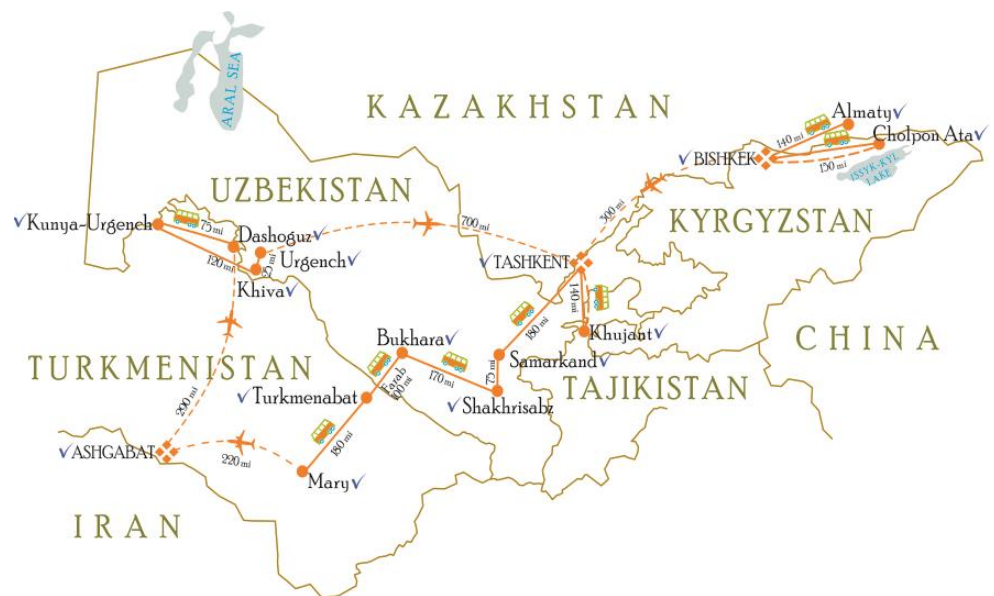 ARAL SEA
KAZAKHSTAN
Almaty
140 mi
Cholpon Ata
BISHKEK
150 mi
ISSYK-KYL
LAKE
UZBEKISTAN
300 mi
KYRGYZSTAN
Kunya-Urgench
75 mi
Dashoguz
700 mi
Urgench
TASHKENT
120 mi
25 mi
Khiva
140 mi
CHINA
180 mi
Khujant
Bukhara
Samarkand
TURKMENISTAN
Farab
100 mi
170 mi
TAJIKISTAN
290 mi
Turkmenabat
Shakhrisabz
180 mi
ASHGABAT
220 mi
Mary
IRAN